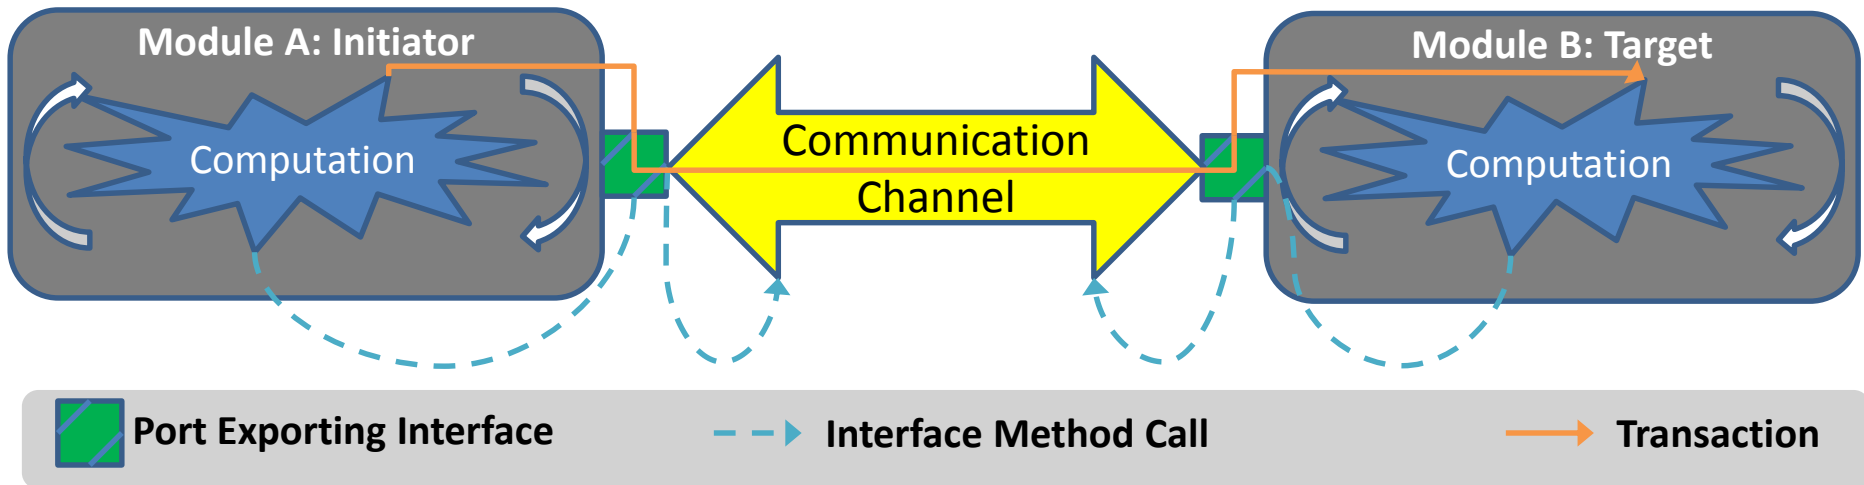 Module A: Initiator
Module B: Target
Computation
Communication
Channel
Computation
Port Exporting Interface
Interface Method Call
Transaction